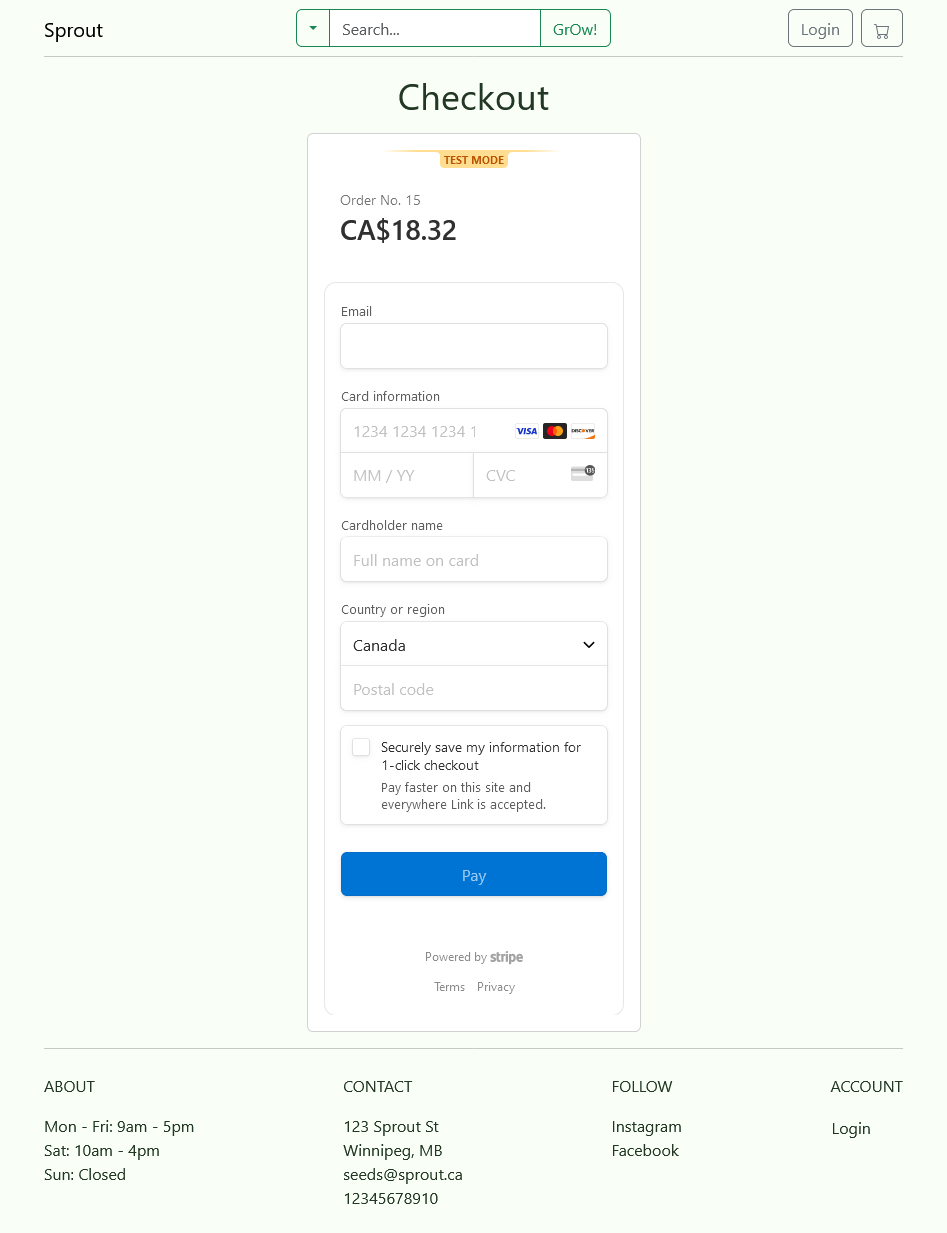 Sprout
Search...
GrOw!
Login
Checkout
TEST MODE
Order No. 15
CA$18.32
Email
Card information
1234 1234 1234 1
VISA
DISCOVER
MM / YY
CVC
135
Cardholder name
Full name on card
Country or region
Canada
Postal code
Securely save my information for
1-click checkout
Pay faster on this site and
everywhere Link is accepted.
Pay
Powered by stripe
Terms Privacy
ABOUT
Mon - Fri: 9am - 5pm
Sat: 10am - 4pm
Sun: Closed
CONTACT
123 Sprout St
Winnipeg, MB
seeds@sprout.ca
12345678910
FOLLOW
Instagram
Facebook
ACCOUNT
Login